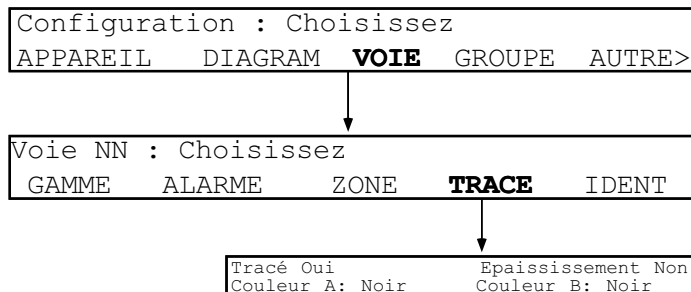 Configuration : Choisissez
APPAREIL DIAGRAM VOIE GROUPE AUTRE>
Voie NN : Choisissez
GAMME ALARME ZONE TRACE IDENT
Tracé Oui Epaississement Non
Couleur A: Noir Couleur B: Noir